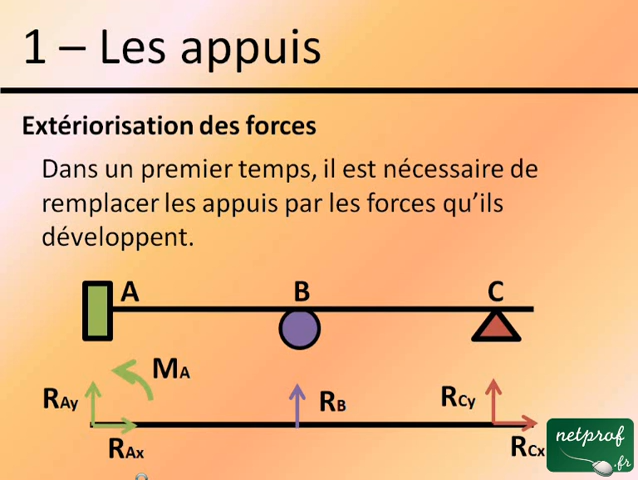 1 – Les appuis
Extériorisation des forces
Dans un premier temps, il est nécessaire de
remplacer les appuis par les forces qu'ils
développent.
A B C
MA
RAy RB RCy
RAx RCx
netprof
.fr